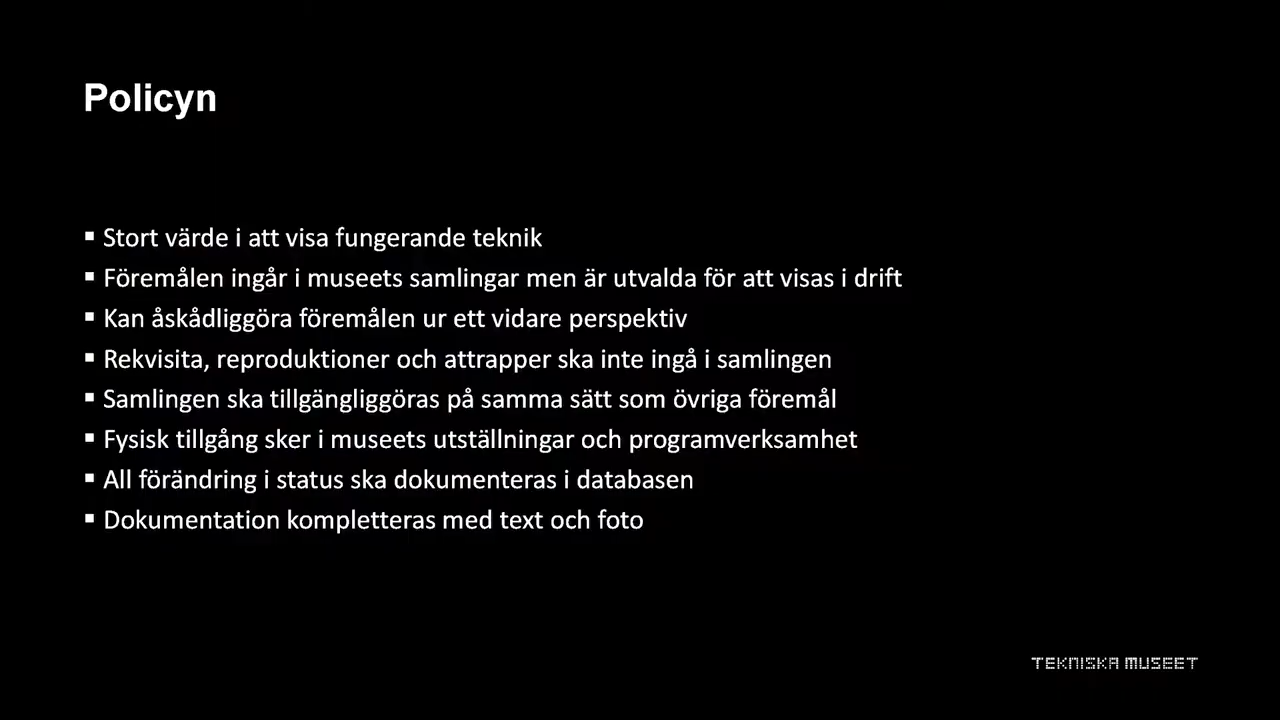 Policyn
▪ Stort värde i att visa fungerande teknik
▪ Föremålen ingår i museets samlingar men är utvalda för att visas i drift
▪ Kan åskådliggöra föremålen ur ett vidare perspektiv
▪ Rekvisita, reproduktioner och attrapper ska inte ingå i samlingen
▪ Samlingen ska tillgängliggöras på samma sätt som övriga föremål
▪ Fysisk tillgång sker i museets utställningar och programverksamhet
▪ All förändring i status ska dokumenteras i databasen
▪ Dokumentation kompletteras med text och foto
TEKNISKA MUSEET